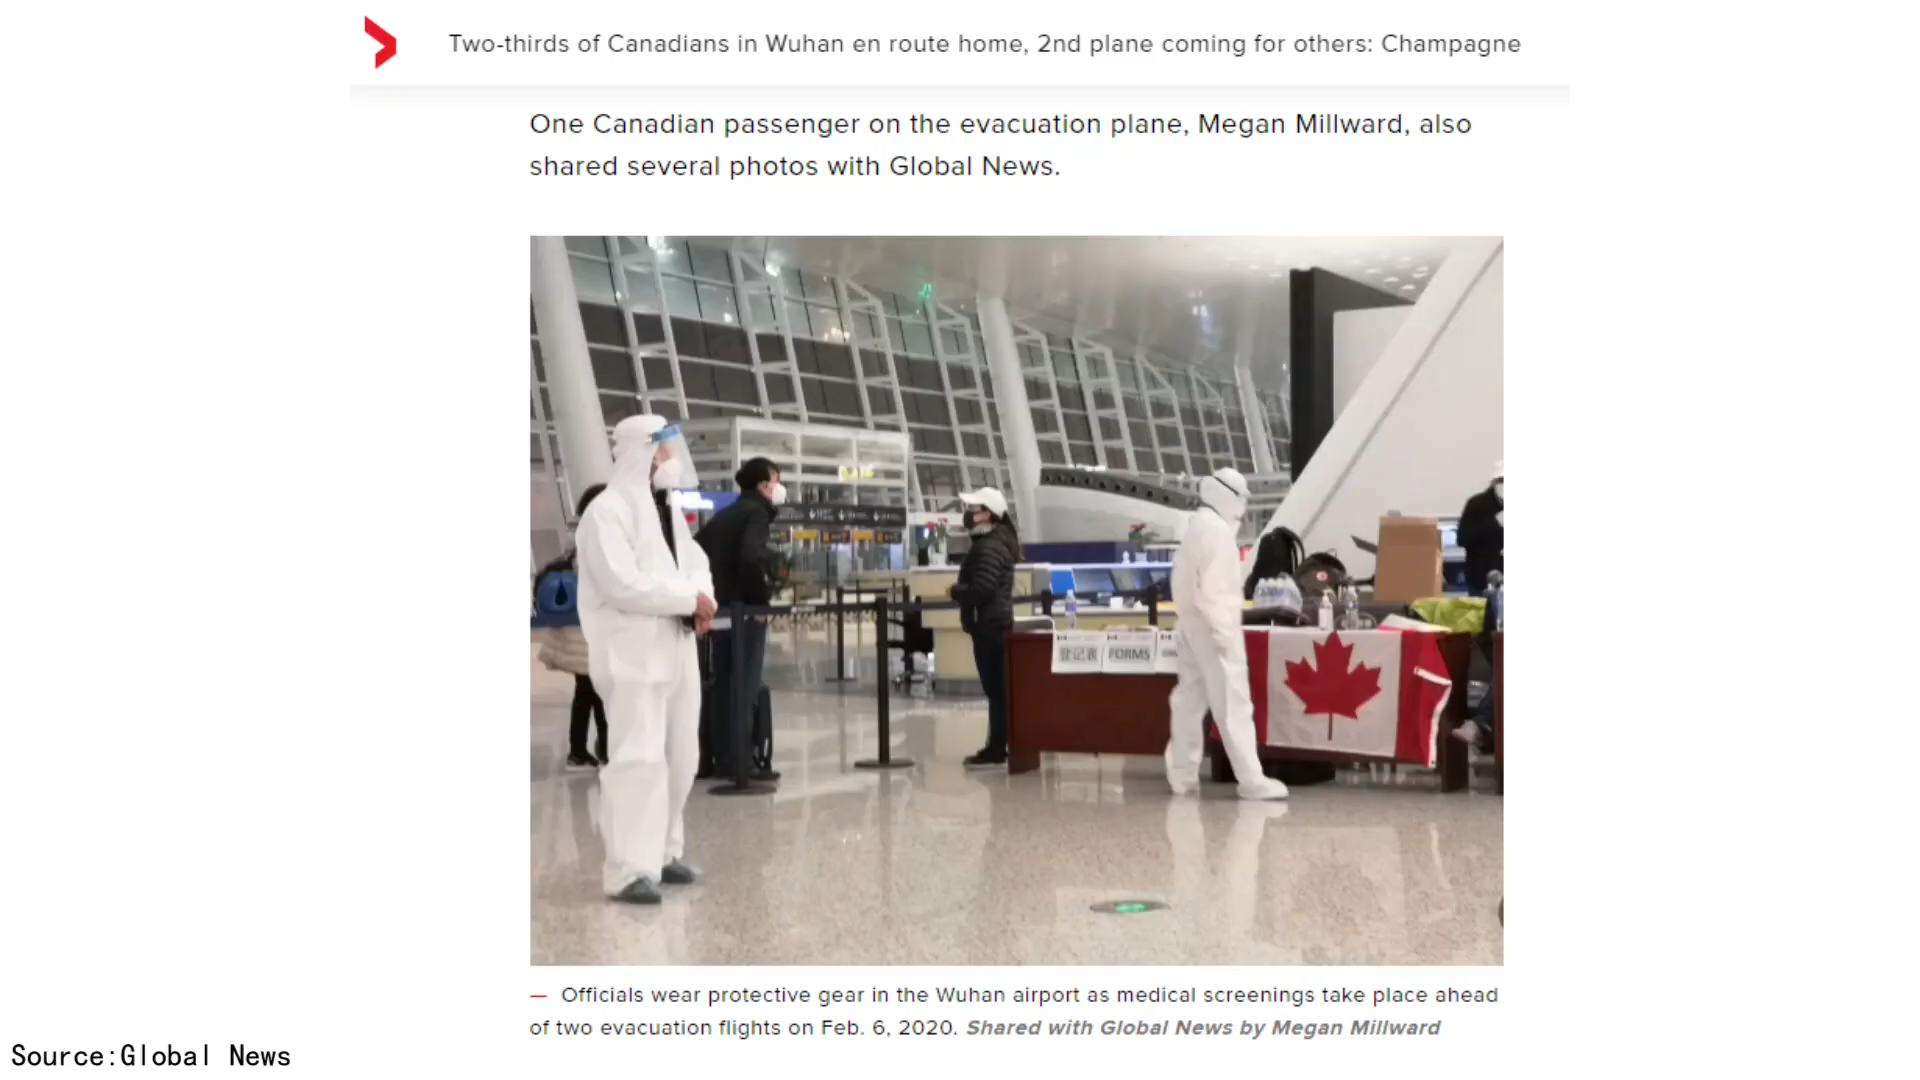 Two-thirds of Canadians in Wuhan en route home, 2nd plane coming for others: Champagne
One Canadian passenger on the evacuation plane, Megan Millward, also
shared several photos with Global News.
登记表 FORMS
— Officials wear protective gear in the Wuhan airport as medical screenings take place ahead
of two evacuation flights on Feb. 6, 2020. Shared with Global News by Megan Millward
Source:Global News